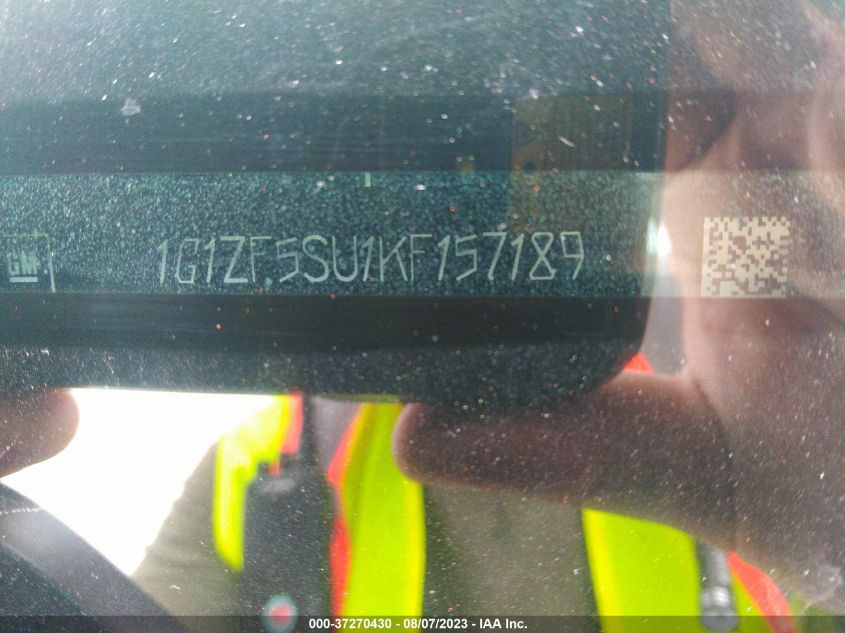 GM 1G1ZF5SU1KF157189
000-37270430 - 08/07/2023 - IAA Inc.